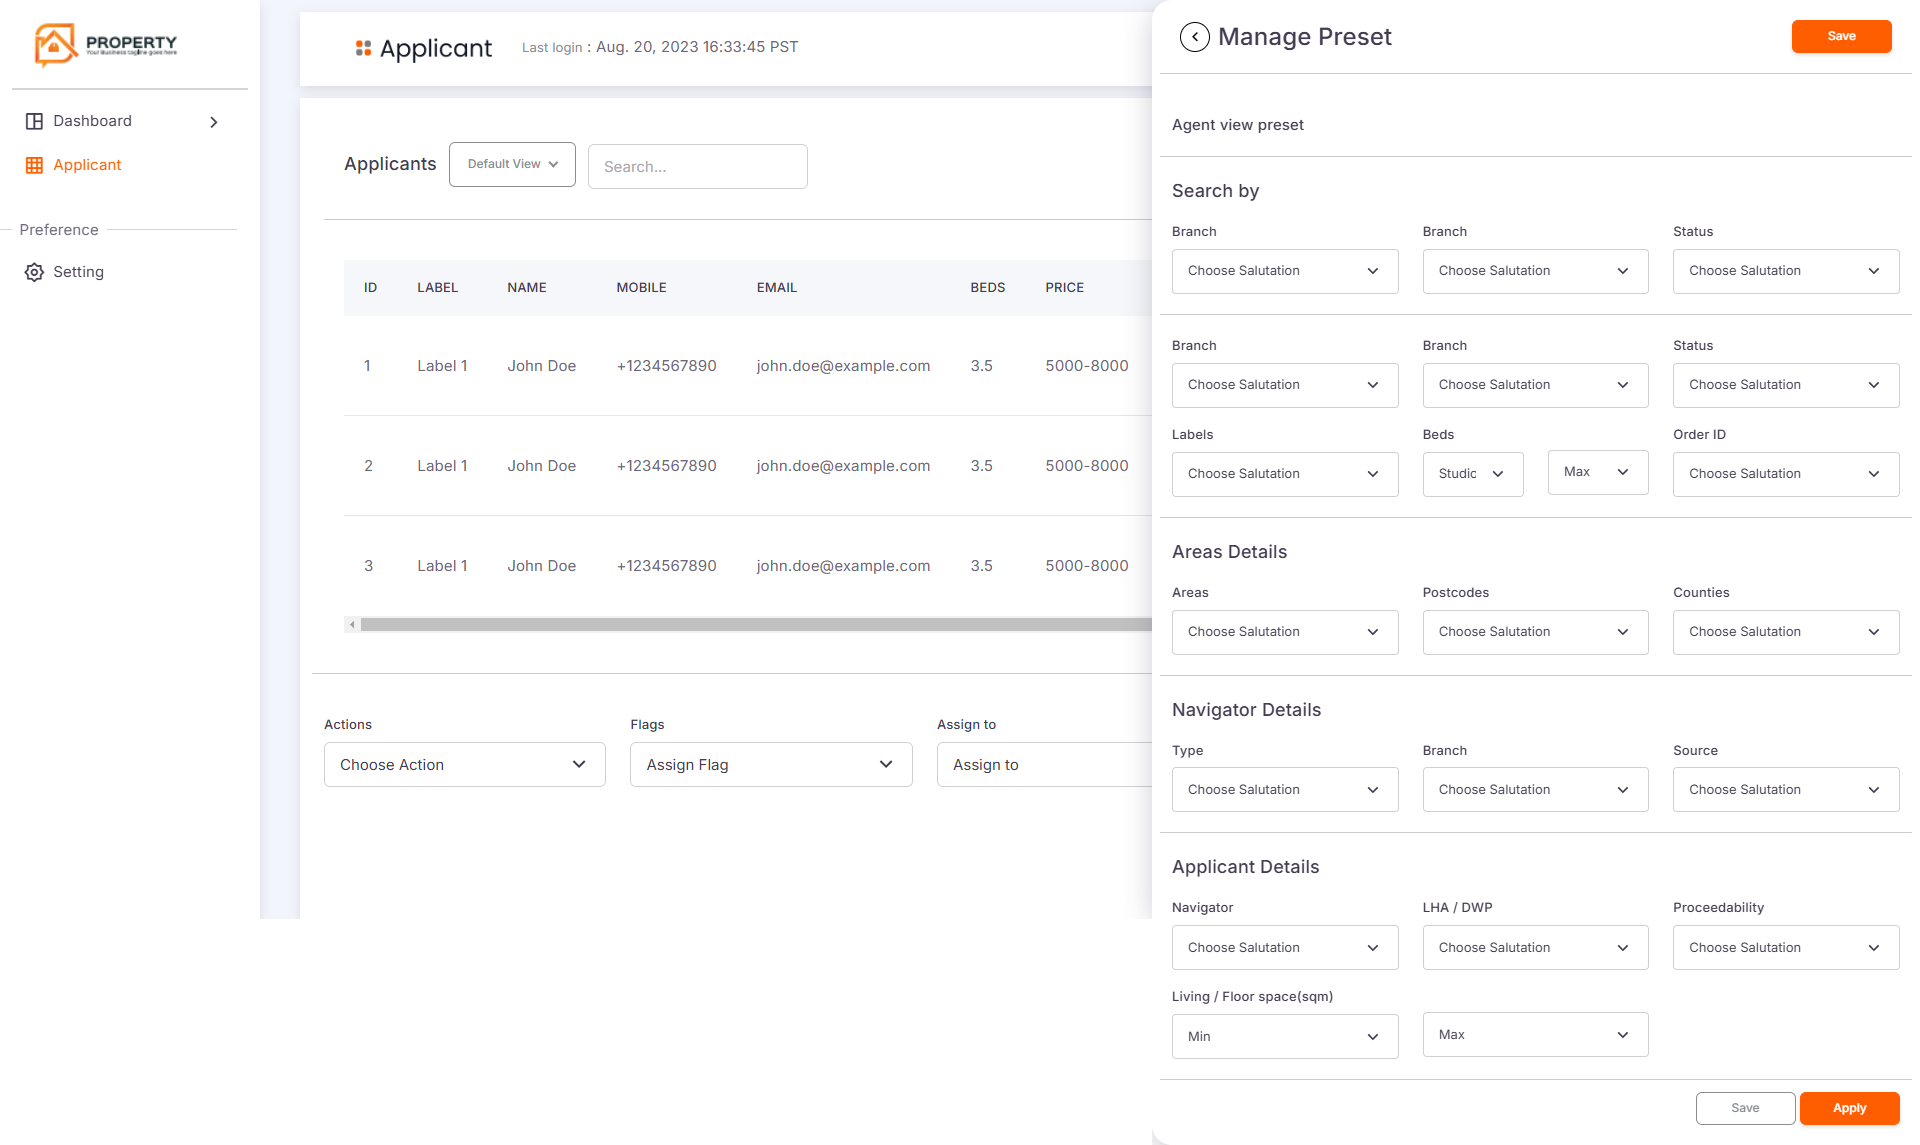 PROPERTY
Your Business tagline goes here
Dashboard
Applicant
Preference
Setting
Applicant
Last login : Aug. 20, 2023 16:33:45 PST
Applicants
Default View
Search...
ID LABEL NAME MOBILE EMAIL BEDS PRICE
1 Label 1 John Doe +1234567890 john.doe@example.com 3.5 5000-8000
2 Label 1 John Doe +1234567890 john.doe@example.com 3.5 5000-8000
3 Label 1 John Doe +1234567890 john.doe@example.com 3.5 5000-8000
Actions Flags Assign to
Choose Action Assign Flag Assign to
Manage Preset
Save
Agent view preset
Search by
Branch Branch Status
Choose Salutation Choose Salutation Choose Salutation
Branch Branch Status
Choose Salutation Choose Salutation Choose Salutation
Labels Beds Order ID
Choose Salutation Studio Max Choose Salutation
Areas Details
Areas Postcodes Counties
Choose Salutation Choose Salutation Choose Salutation
Navigator Details
Type Branch Source
Choose Salutation Choose Salutation Choose Salutation
Applicant Details
Navigator LHA / DWP Proceedability
Choose Salutation Choose Salutation Choose Salutation
Living / Floor space(sqm)
Min Max
Save Apply